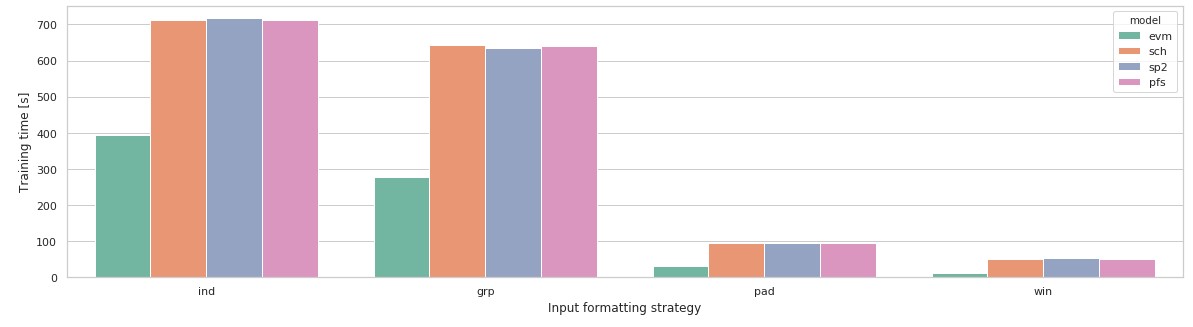 Training time [s]
700
600
500
400
300
200
100
0
model
evm
sch
sp2
pfs
ind
grp
pad
win
Input formatting strategy